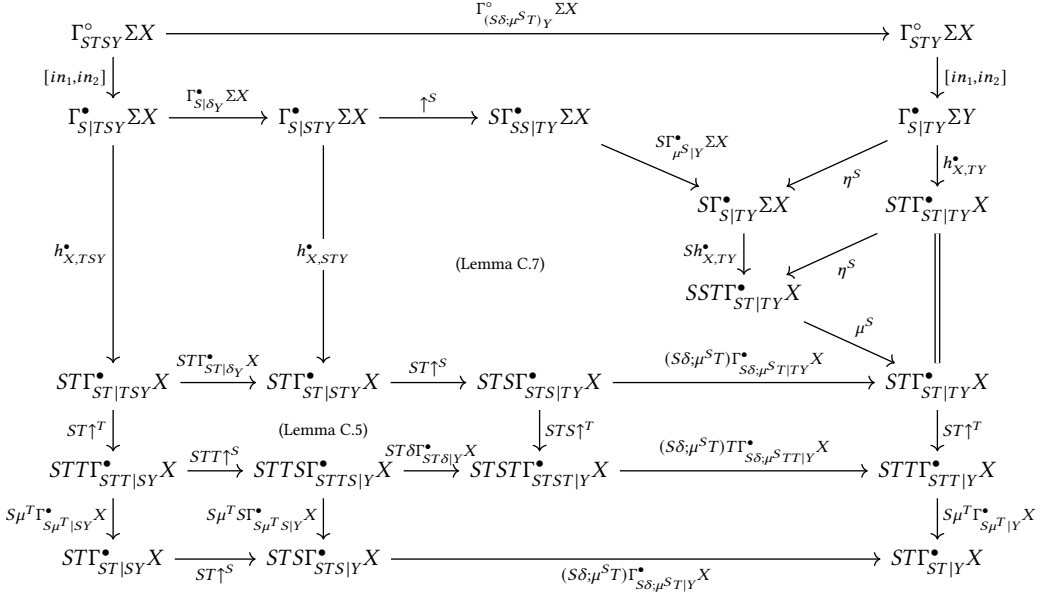 Γ°_{(Sδ;μ^S T)_Y} ΣX
Γ°_{STSY} ΣX Γ°_{STY} ΣX
[in₁,in₂] [in₁,in₂]
Γ•_{S|δ_Y} ΣX ↑^S
Γ•_{S|TSY} ΣX Γ•_{S|STY} ΣX SΓ•_{SS|TY} ΣX Γ•_{S|TY} ΣY
SΓ•_{μ^S|Y} ΣX η^S h•_{X,TY}
SΓ•_{S|TY} ΣX STΓ•_{ST|TY} X
h•_{X,TSY} h•_{X,STY} (Lemma C.7) Sh•_{X,TY} η^S
SSTΓ•_{ST|TY} X
μ^S
STΓ•_{ST|δ_Y} X ST↑^S (Sδ;μ^S T)Γ•_{Sδ;μ^S T|TY} X
STΓ•_{ST|TSY} X STΓ•_{ST|STY} X STSΓ•_{STS|TY} X STΓ•_{ST|TY} X
ST↑^T (Lemma C.5) STS↑^T ST↑^T
STT↑^S STδΓ•_{STδ|Y} X (Sδ;μ^S T)TΓ•_{Sδ;μ^S TT|Y} X
STTΓ•_{STT|SY} X STTSΓ•_{STTS|Y} X STSTΓ•_{STST|Y} X STTΓ•_{STT|Y} X
Sμ^T Γ•_{Sμ^T|SY} X Sμ^T SΓ•_{Sμ^T S|Y} X Sμ^T Γ•_{Sμ^T|Y} X
STΓ•_{ST|SY} X STSΓ•_{STS|Y} X STΓ•_{ST|Y} X
ST↑^S (Sδ;μ^S T)Γ•_{Sδ;μ^S T|Y} X